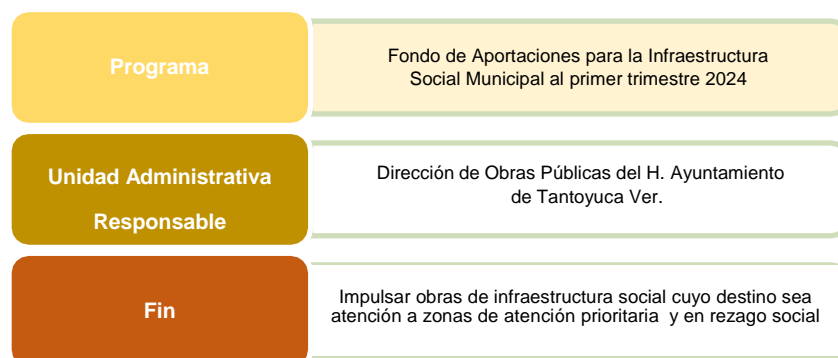 Programa
Fondo de Aportaciones para la Infraestructura
Social Municipal al primer trimestre 2024
Unidad Administrativa
Responsable
Dirección de Obras Públicas del H. Ayuntamiento
de Tantoyuca Ver.
Fin
Impulsar obras de infraestructura social cuyo destino sea
atención a zonas de atención prioritaria y en rezago social